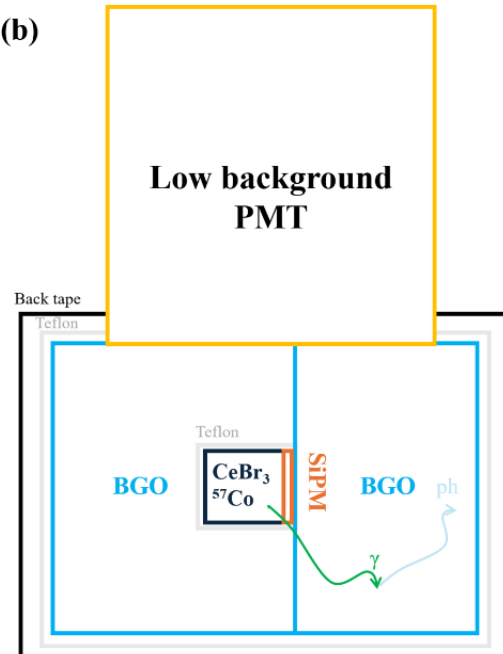 (b)
Low background
PMT
Back tape
Teflon
Teflon
CeBr₃
⁵⁷Co
SiPM
BGO
BGO
ph
γ